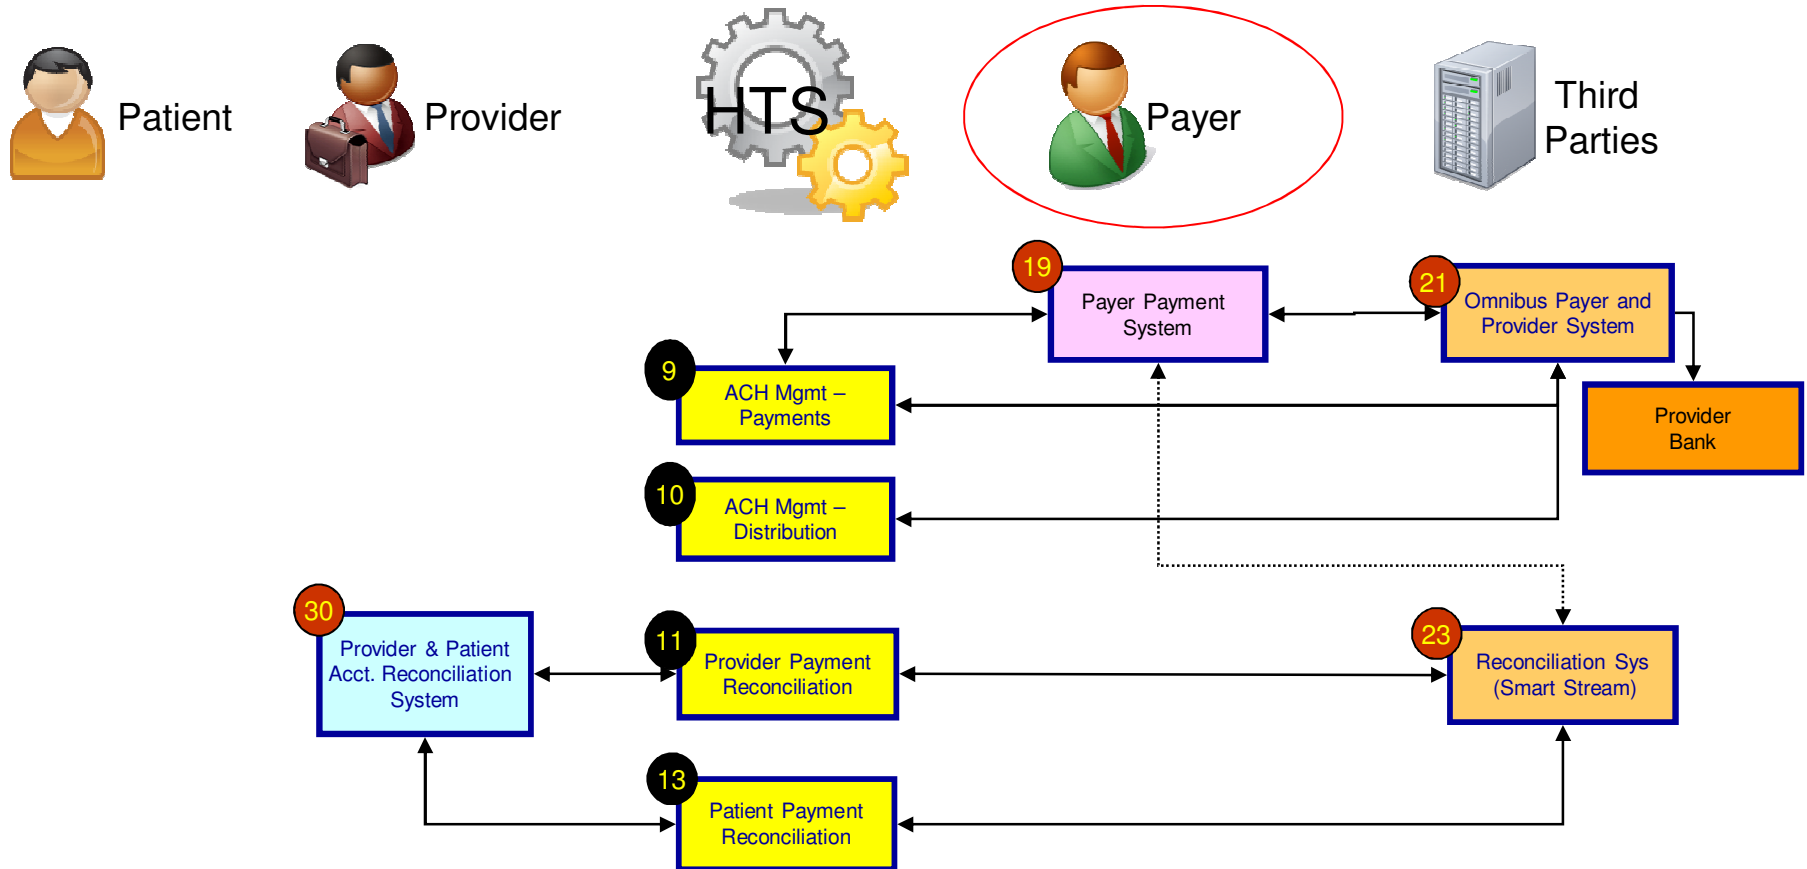 Patient
Provider
HTS
Payer
Third
Parties
19
Payer Payment
System
21
Omnibus Payer and
Provider System
9
ACH Mgmt –
Payments
Provider
Bank
10
ACH Mgmt –
Distribution
30
Provider & Patient
Acct. Reconciliation
System
11
Provider Payment
Reconciliation
23
Reconciliation Sys
(Smart Stream)
13
Patient Payment
Reconciliation